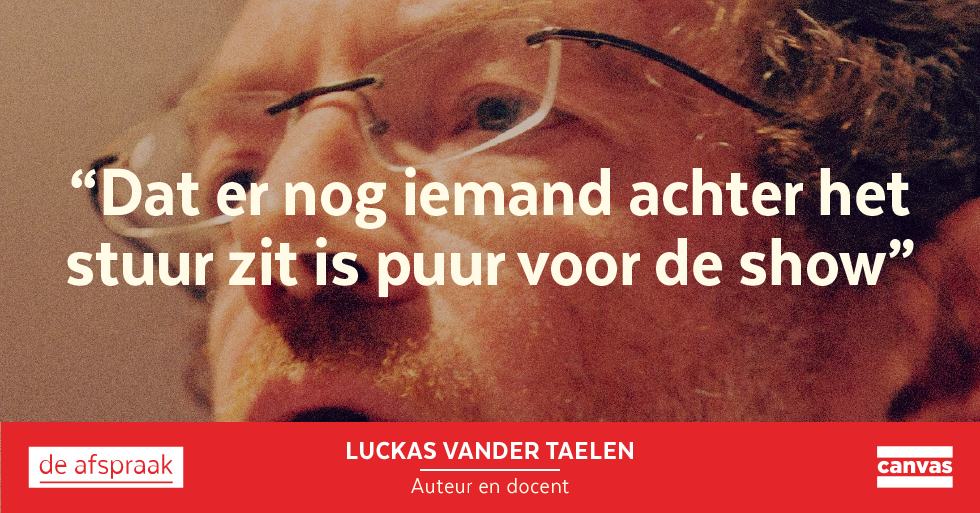 “Dat er nog iemand achter het
stuur zit is puur voor de show”
de afspraak
LUCKAS VANDER TAELEN
Auteur en docent
canvas